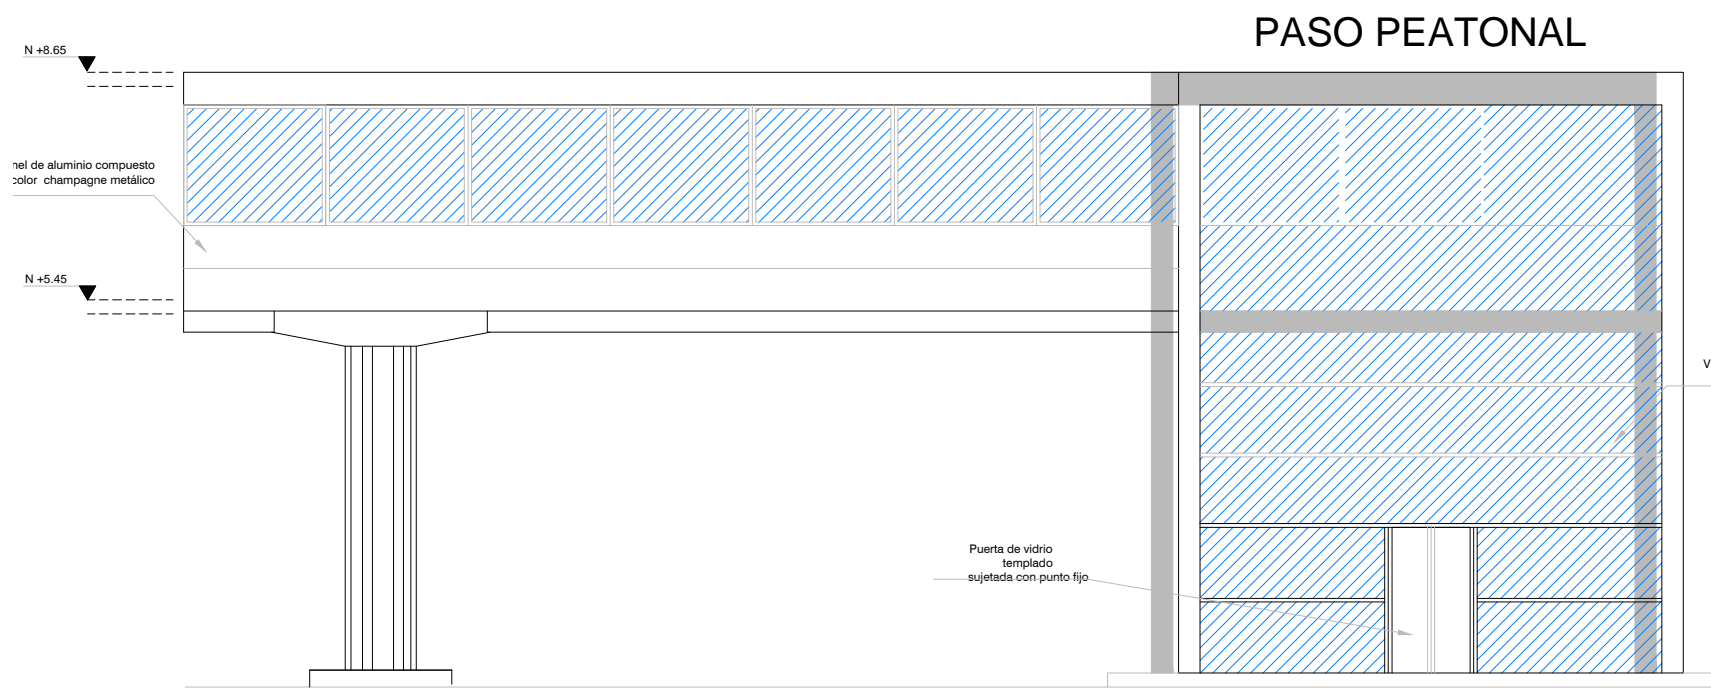 PASO PEATONAL
N +8.65
nel de aluminio compuesto
color champagne metálico
N +5.45
V
Puerta de vidrio
templado
sujetada con punto fijo